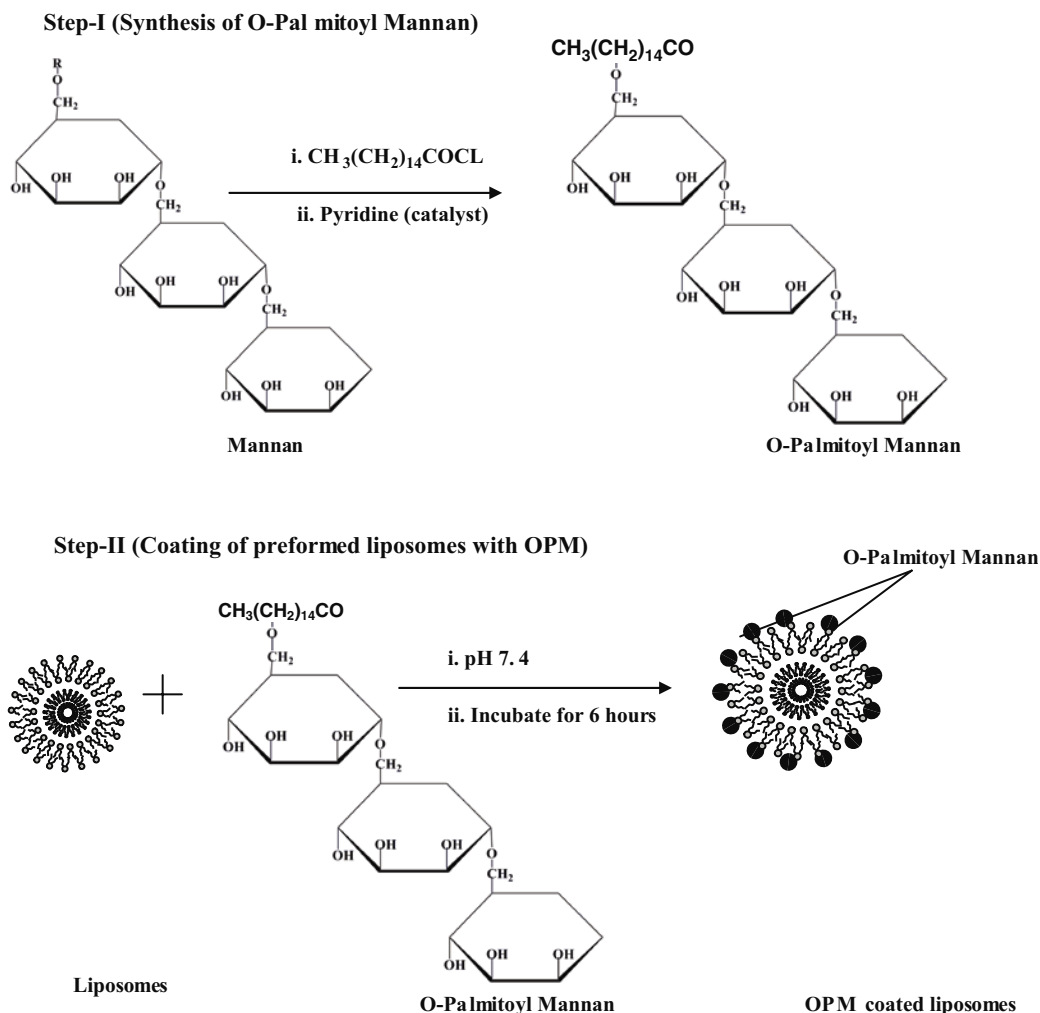 Step-I (Synthesis of O-Pal mitoyl Mannan)
R
O
CH2
OH OH OH
O
CH2
OH OH OH
O
CH2
OH OH OH
Mannan
i. CH3(CH2)14COCL
ii. Pyridine (catalyst)
CH3(CH2)14CO
O
CH2
OH OH OH
O
CH2
OH OH OH
O
CH2
OH OH OH
O-Palmitoyl Mannan
Step-II (Coating of preformed liposomes with OPM)
Liposomes
+
CH3(CH2)14CO
O
CH2
OH OH OH
O
CH2
OH OH OH
O
CH2
OH OH OH
O-Palmitoyl Mannan
i. pH 7. 4
ii. Incubate for 6 hours
O-Palmitoyl Mannan
OPM coated liposomes